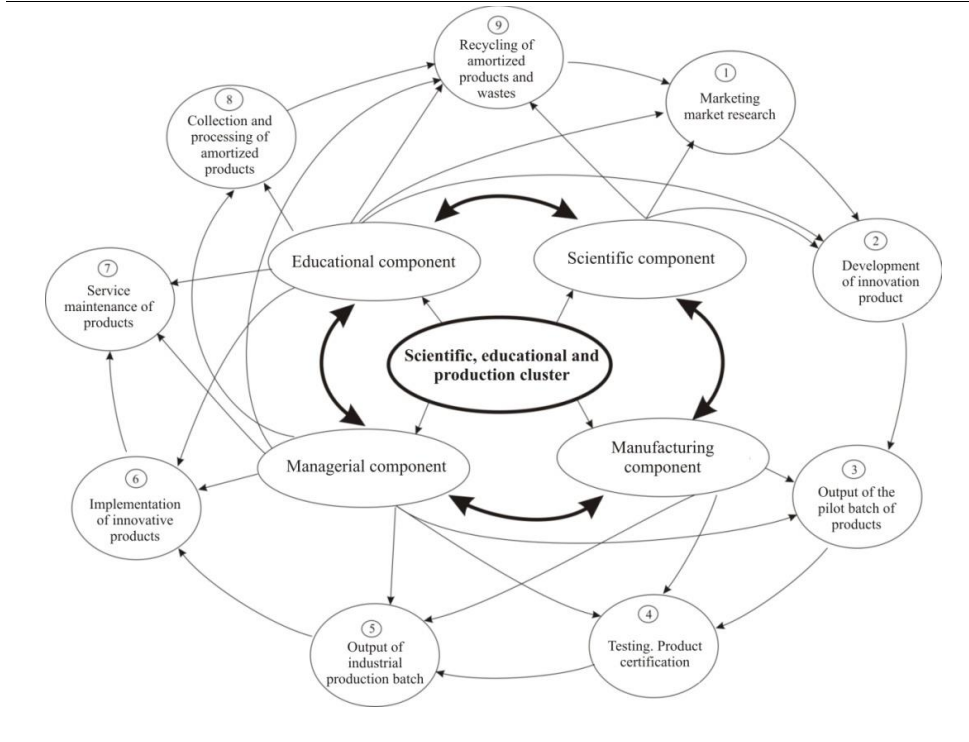 9
Recycling of
amortized
products and
wastes
1
Marketing
market research
8
Collection and
processing of
amortized
products
2
Development
of innovation
product
Educational component
Scientific component
7
Service
maintenance of
products
Scientific, educational and
production cluster
Managerial component
Manufacturing
component
3
Output of the
pilot batch of
products
6
Implementation
of innovative
products
4
Testing. Product
certification
5
Output of
industrial
production batch